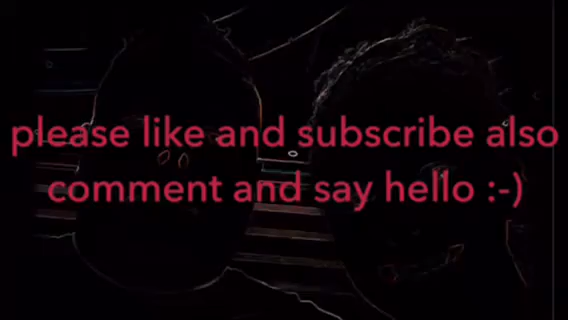 please like and subscribe also
comment and say hello :-)